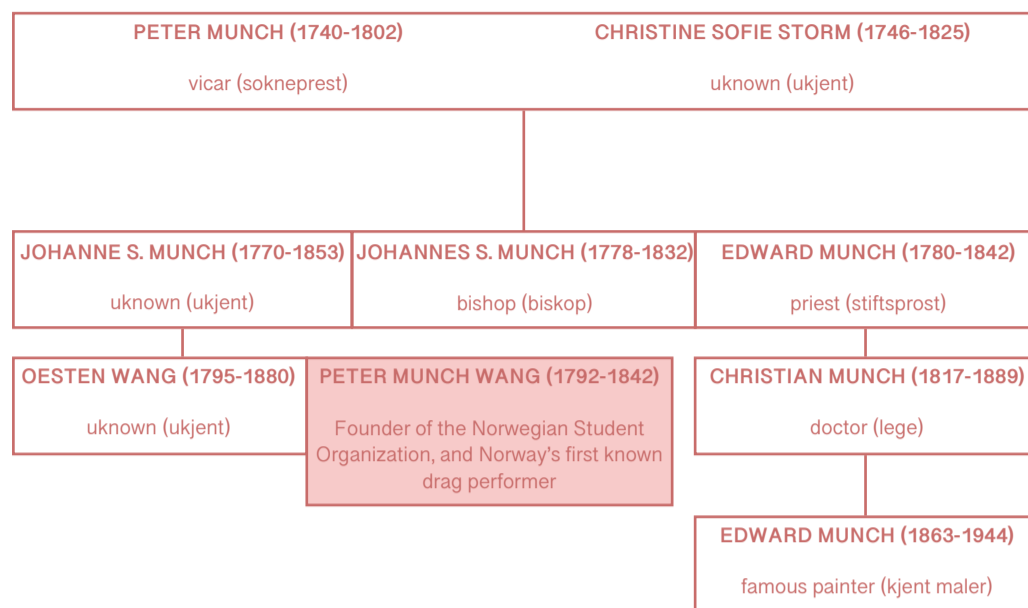 PETER MUNCH (1740-1802)
vicar (sokneprest)
CHRISTINE SOFIE STORM (1746-1825)
uknown (ukjent)
JOHANNE S. MUNCH (1770-1853)
uknown (ukjent)
JOHANNES S. MUNCH (1778-1832)
bishop (biskop)
EDWARD MUNCH (1780-1842)
priest (stiftsprost)
OESTEN WANG (1795-1880)
uknown (ukjent)
PETER MUNCH WANG (1792-1842)
Founder of the Norwegian Student
Organization, and Norway's first known
drag performer
CHRISTIAN MUNCH (1817-1889)
doctor (lege)
EDWARD MUNCH (1863-1944)
famous painter (kjent maler)